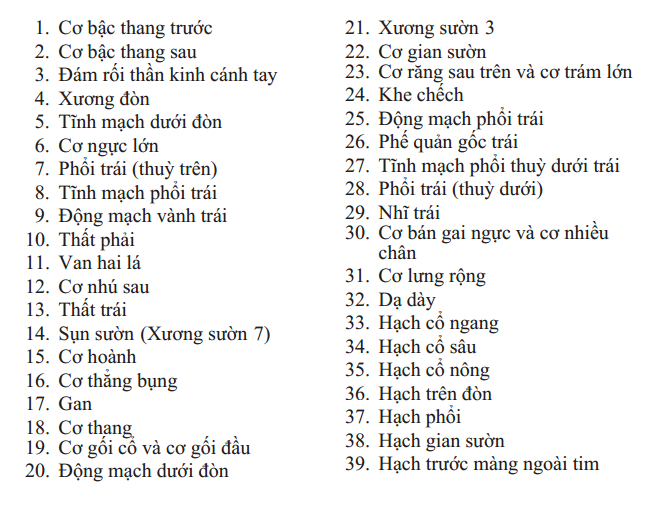 1. Cơ bậc thang trước
2. Cơ bậc thang sau
3. Đám rối thần kinh cánh tay
4. Xương đòn
5. Tĩnh mạch dưới đòn
6. Cơ ngực lớn
7. Phổi trái (thuỳ trên)
8. Tĩnh mạch phổi trái
9. Động mạch vành trái
10. Thất phải
11. Van hai lá
12. Cơ nhú sau
13. Thất trái
14. Sụn sườn (Xương sườn 7)
15. Cơ hoành
16. Cơ thẳng bụng
17. Gan
18. Cơ thang
19. Cơ gối cổ và cơ gối đầu
20. Động mạch dưới đòn
21. Xương sườn 3
22. Cơ gian sườn
23. Cơ răng sau trên và cơ trám lớn
24. Khe chếch
25. Động mạch phổi trái
26. Phế quản gốc trái
27. Tĩnh mạch phổi thuỳ dưới trái
28. Phổi trái (thuỳ dưới)
29. Nhĩ trái
30. Cơ bán gai ngực và cơ nhiều
chân
31. Cơ lưng rộng
32. Dạ dày
33. Hạch cổ ngang
34. Hạch cổ sâu
35. Hạch cổ nông
36. Hạch trên đòn
37. Hạch phổi
38. Hạch gian sườn
39. Hạch trước màng ngoài tim